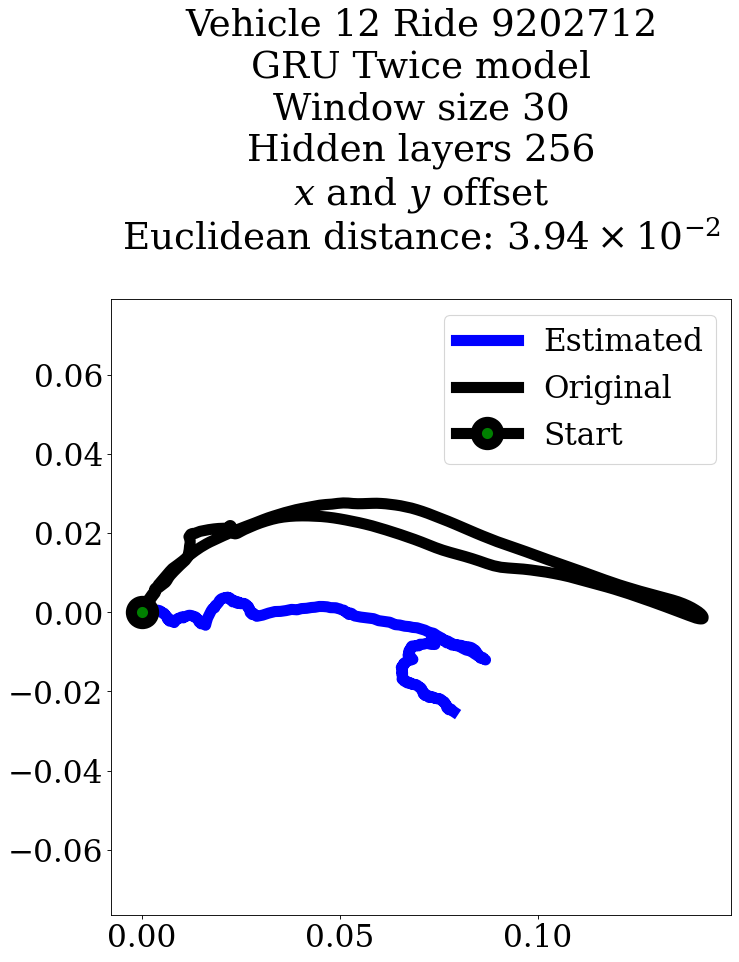 Vehicle 12 Ride 9202712
GRU Twice model
Window size 30
Hidden layers 256
x and y offset
Euclidean distance: 3.94 × 10⁻²
Estimated
Original
Start
0.06
0.04
0.02
0.00
−0.02
−0.04
−0.06
0.00 0.05 0.10